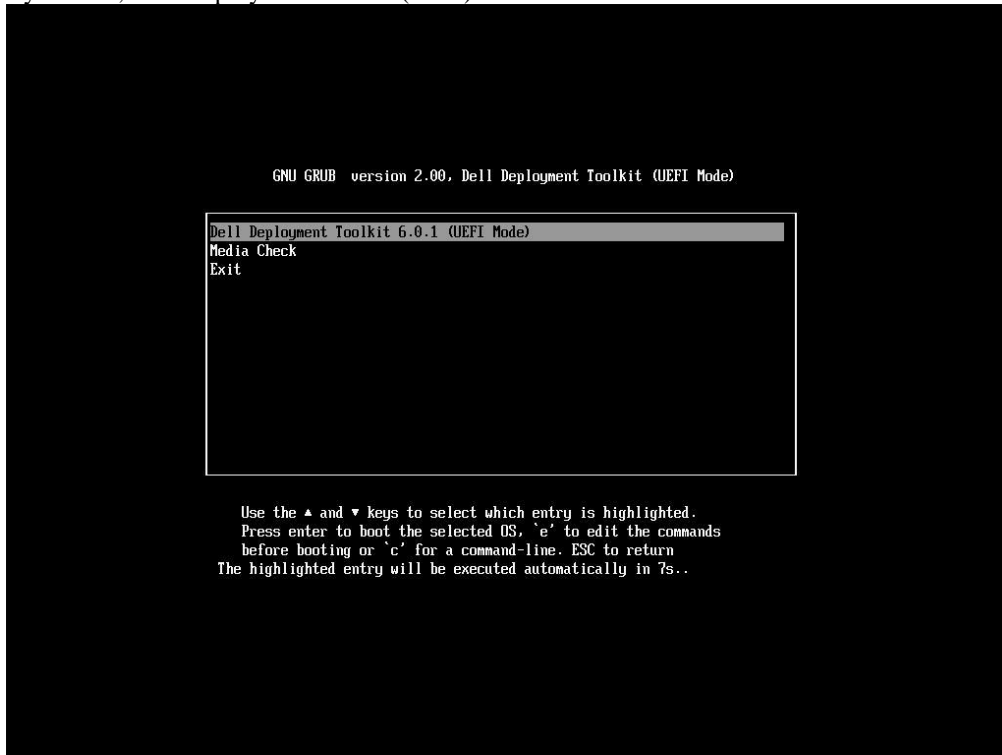 GNU GRUB  version 2.00, Dell Deployment Toolkit (UEFI Mode)
Dell Deployment Toolkit 6.0.1 (UEFI Mode)
Media Check
Exit
Use the ▲ and ▼ keys to select which entry is highlighted.
Press enter to boot the selected OS, `e' to edit the commands
before booting or `c' for a command-line. ESC to return
The highlighted entry will be executed automatically in 7s..